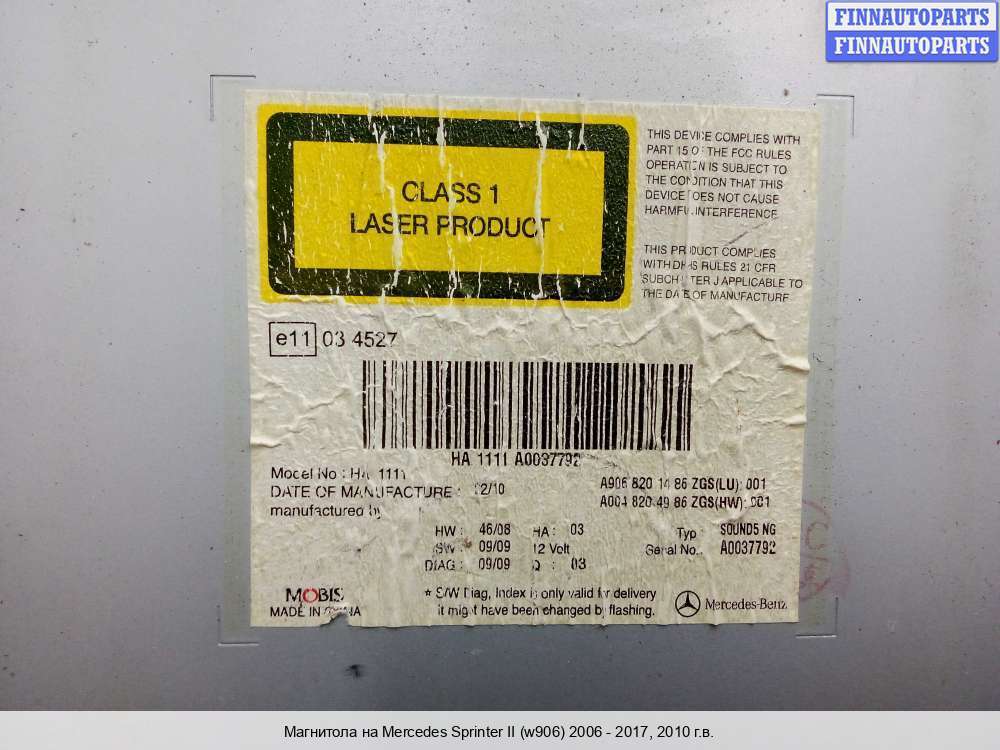 FINNAUTOPARTS
FINNAUTOPARTS
CLASS 1
LASER PRODUCT
THIS DEVICE COMPLIES WITH
PART 15 OF THE FCC RULES
OPERATION IS SUBJECT TO
THE CONDITION THAT THIS
DEVICE DOES NOT CAUSE
HARMFUL INTERFERENCE
THIS PRODUCT COMPLIES
WITH DHHS RULES 21 CFR
SUBCHAPTER J APPLICABLE TO
THE DATE OF MANUFACTURE
e11 03 4527
HA 1111 A0037792
Model No : HA 1111
DATE OF MANUFACTURE : 02/10
manufactured by
A906 820 14 86 ZGS(LU): 001
A004 820 49 86 ZGS(HW): 001
HW : 46/08 HA : 03
SW : 09/09 12 Volt
DIAG : 09/09 Q : 03
Typ : SOUND5 NG
Serial No.. A0037792
MOBIS
MADE IN CHINA
* S/W Diag, Index is only valid for delivery
it might have been changed by flashing.
Mercedes-Benz
Магнитола на Mercedes Sprinter II (w906) 2006 - 2017, 2010 г.в.